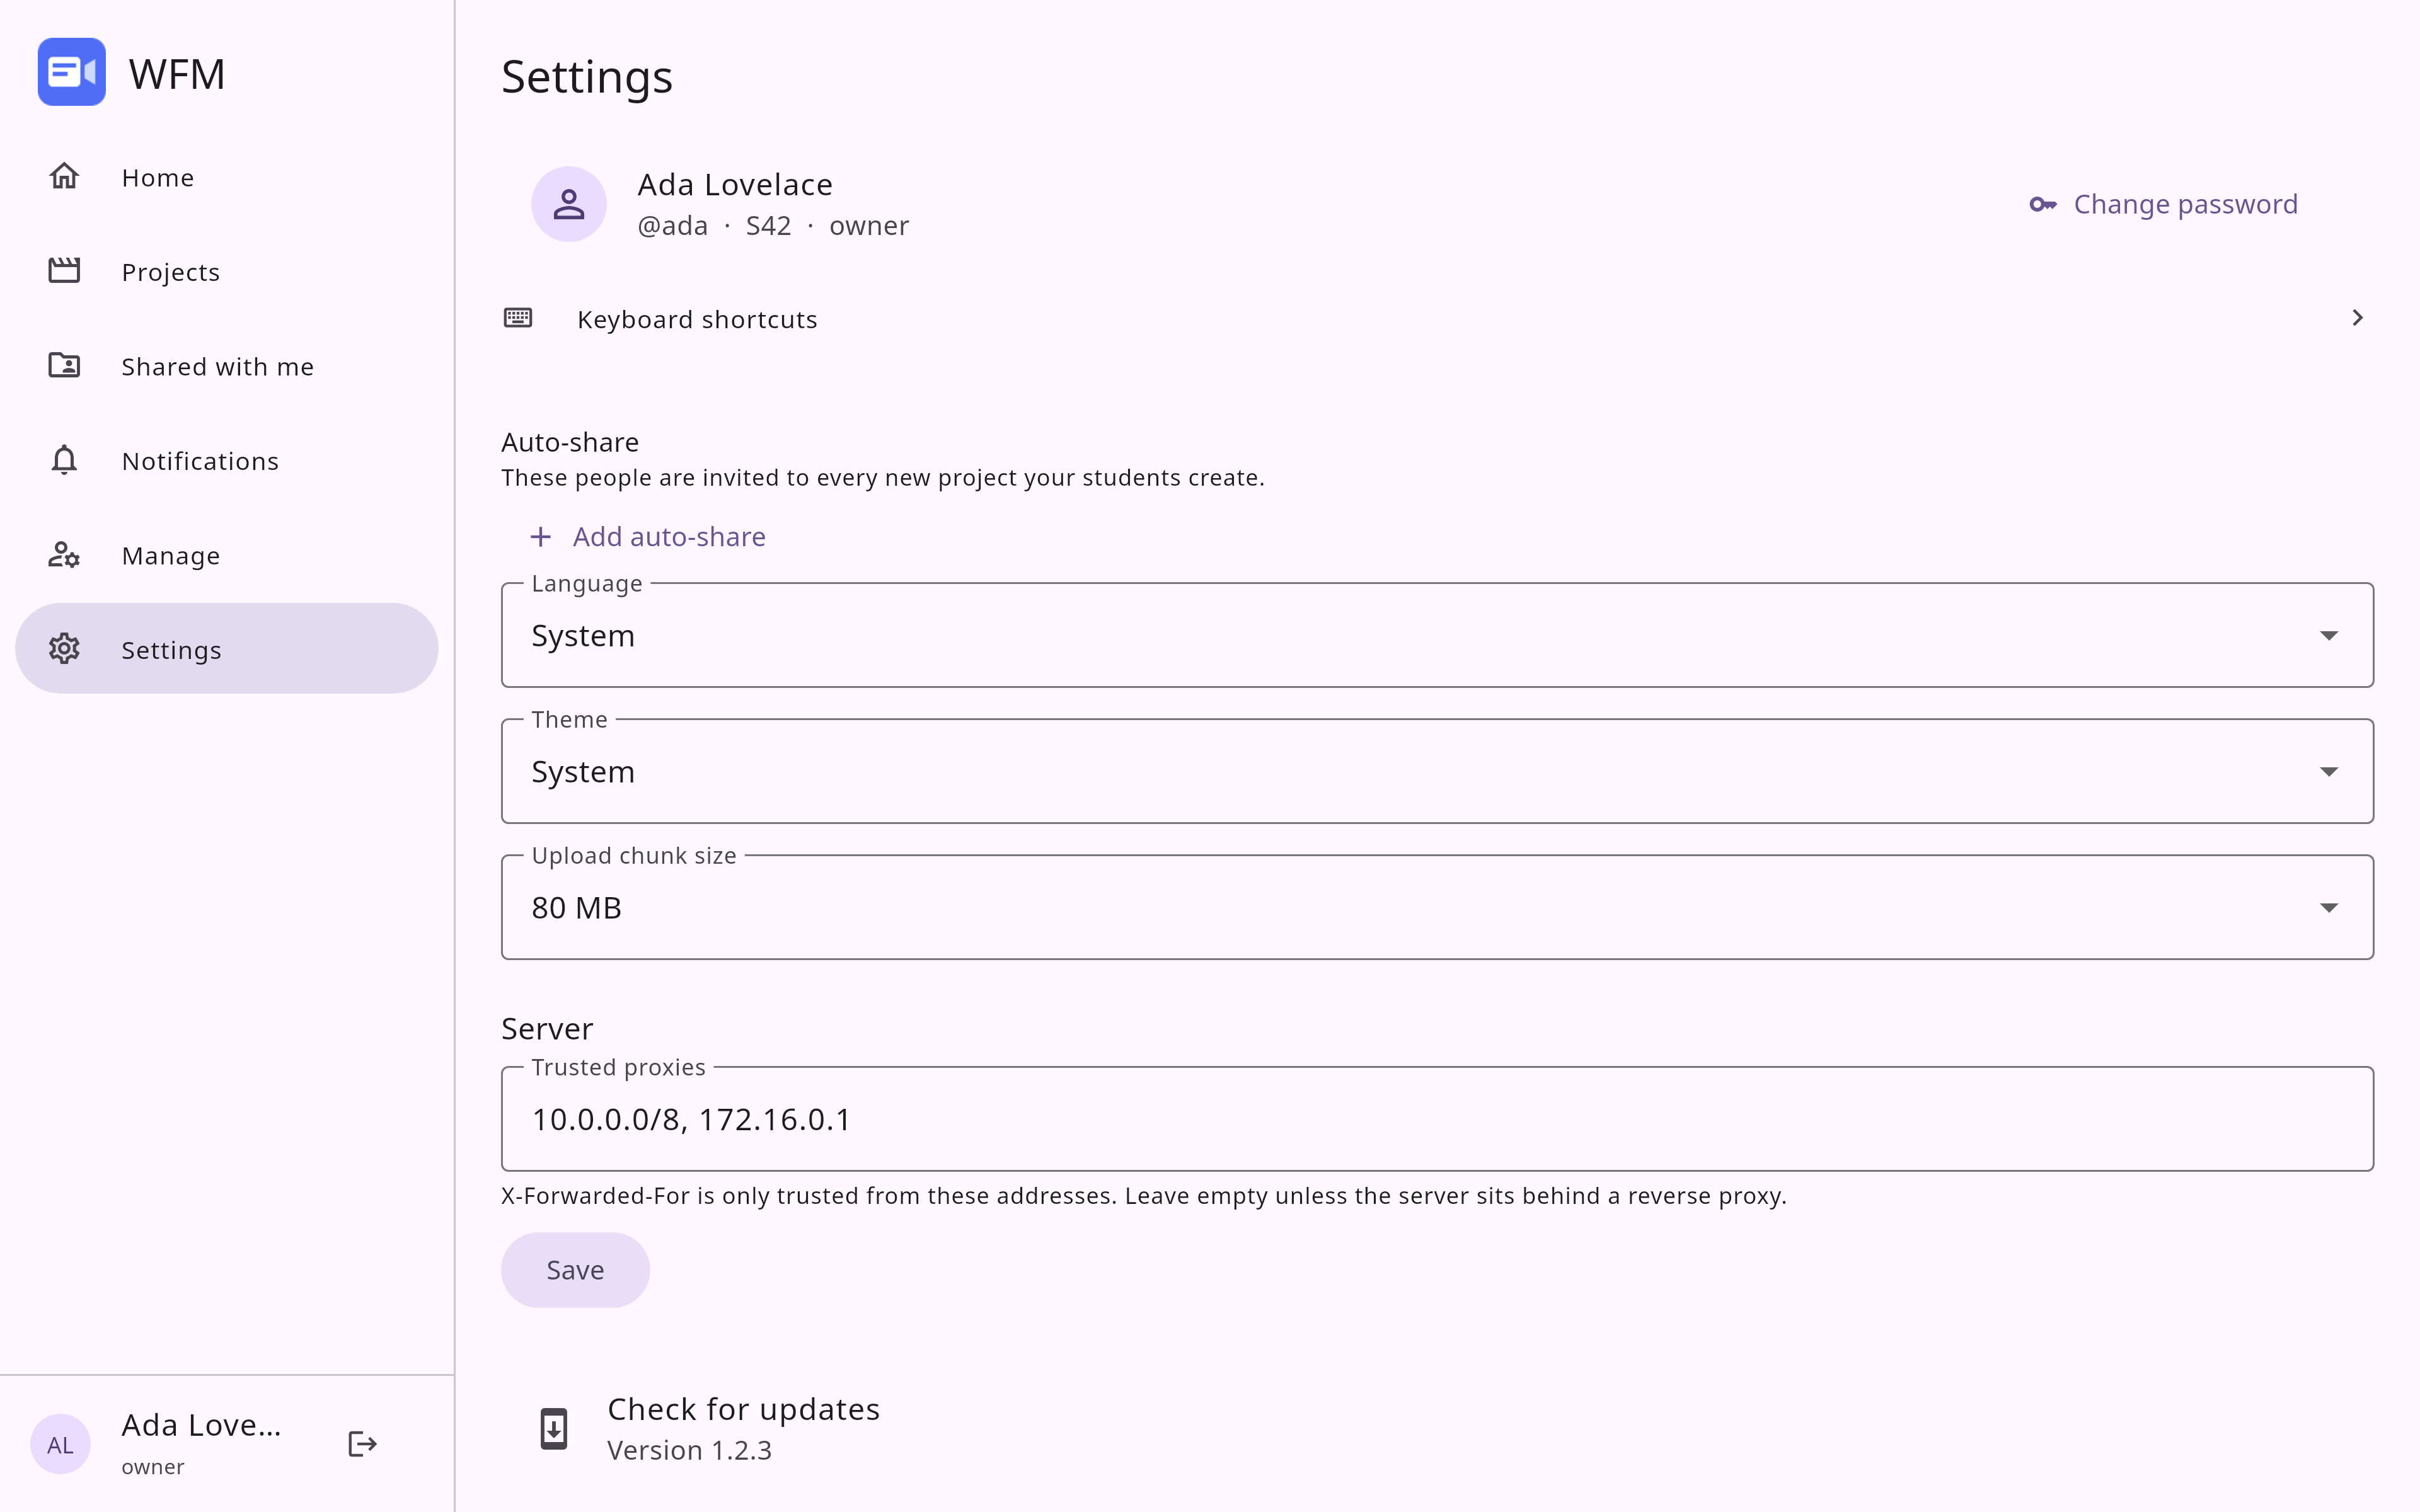 WFM
Home
Projects
Shared with me
Notifications
Manage
Settings
AL
Ada Love...
owner
Settings
Ada Lovelace
@ada · S42 · owner
Change password
Keyboard shortcuts
Auto-share
These people are invited to every new project your students create.
Add auto-share
Language
System
Theme
System
Upload chunk size
80 MB
Server
Trusted proxies
10.0.0.0/8, 172.16.0.1
X-Forwarded-For is only trusted from these addresses. Leave empty unless the server sits behind a reverse proxy.
Save
Check for updates
Version 1.2.3